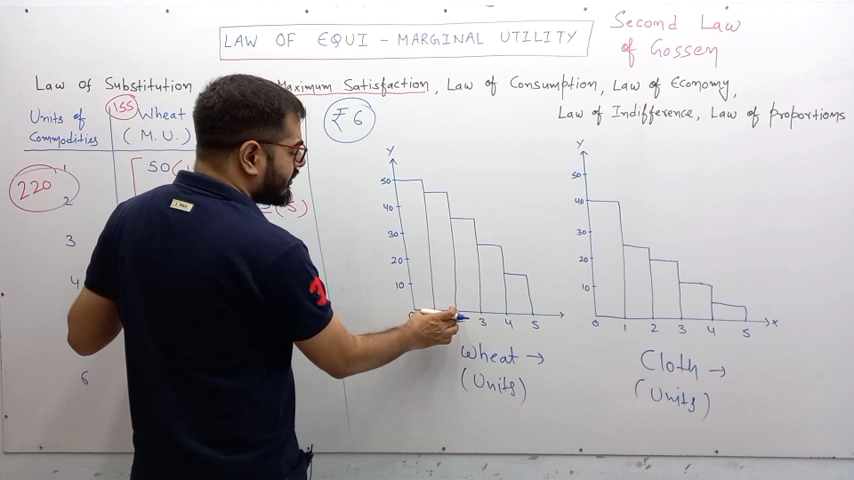 LAW OF EQUI - MARGINAL UTILITY
Second Law
of Gossen
Law of Substitution
Maximum Satisfaction, Law of Consumption, Law of Economy,
Law of Indifference, Law of proportions
Units of
Commodities
155 Wheat
(M.U.)
₹ 6
220
1
2
3
4
6
50(
2(5)
Y
50
40
30
20
10
3 4 5
Wheat →
(Units)
Y
50
40
30
20
10
0 1 2 3 4 5 X
Cloth →
(Units)